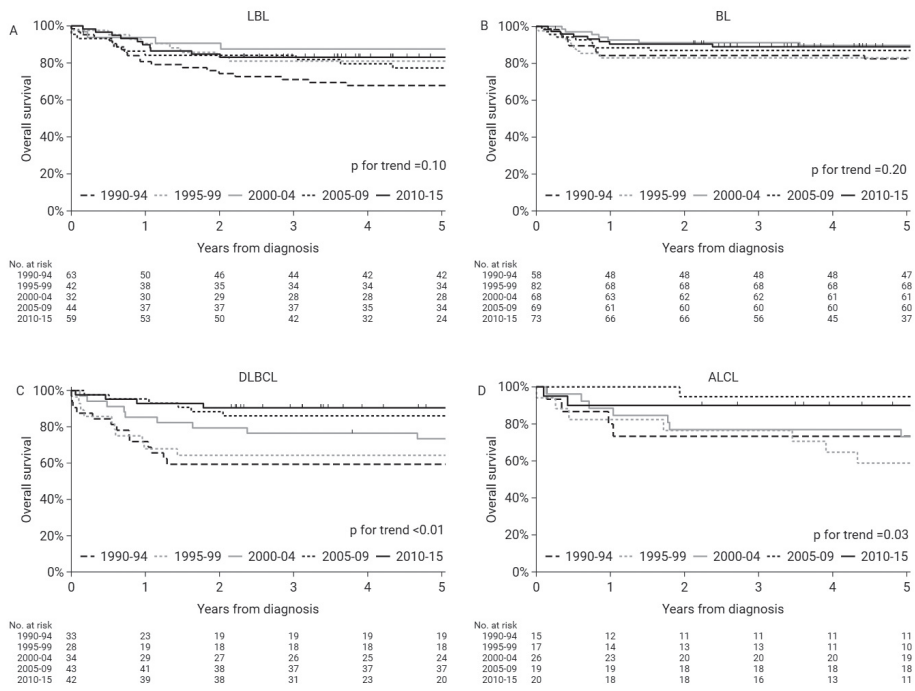 A
LBL
100%
80%
60%
40%
20%
0%
Overall survival
p for trend =0.10
1990-94 1995-99 2000-04 2005-09 2010-15
0 1 2 3 4 5
Years from diagnosis
No. at risk
1990-94 63 50 46 44 42 42
1995-99 42 38 35 34 34 34
2000-04 32 30 29 28 28 28
2005-09 44 37 37 37 35 34
2010-15 59 53 50 42 32 24
B
BL
100%
80%
60%
40%
20%
0%
Overall survival
p for trend =0.20
1990-94 1995-99 2000-04 2005-09 2010-15
0 1 2 3 4 5
Years from diagnosis
No. at risk
1990-94 58 48 48 48 48 47
1995-99 82 68 68 68 68 68
2000-04 68 63 62 62 61 61
2005-09 69 61 60 60 60 60
2010-15 73 66 66 56 45 37
C
DLBCL
100%
80%
60%
40%
20%
0%
Overall survival
p for trend <0.01
1990-94 1995-99 2000-04 2005-09 2010-15
0 1 2 3 4 5
Years from diagnosis
No. at risk
1990-94 33 23 19 19 19 19
1995-99 28 19 18 18 18 18
2000-04 34 29 27 26 25 24
2005-09 43 41 38 37 37 37
2010-15 42 39 38 31 23 20
D
ALCL
100%
80%
60%
40%
20%
0%
Overall survival
p for trend =0.03
1990-94 1995-99 2000-04 2005-09 2010-15
0 1 2 3 4 5
Years from diagnosis
No. at risk
1990-94 15 12 11 11 11 11
1995-99 17 14 13 13 11 10
2000-04 26 23 20 20 20 19
2005-09 19 19 18 18 18 18
2010-15 20 18 18 16 13 11